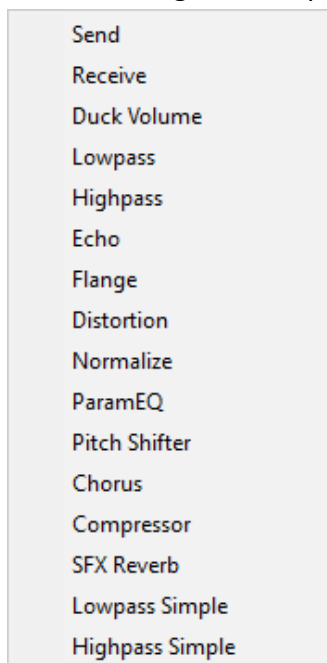 Send
Receive
Duck Volume
Lowpass
Highpass
Echo
Flange
Distortion
Normalize
ParamEQ
Pitch Shifter
Chorus
Compressor
SFX Reverb
Lowpass Simple
Highpass Simple